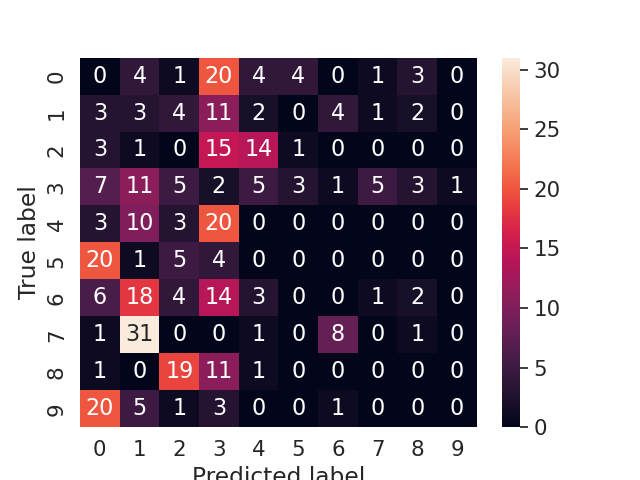 0 0 4 1 20 4 4 0 1 3 0
1 3 3 4 11 2 0 4 1 2 0
2 3 1 0 15 14 1 0 0 0 0
3 7 11 5 2 5 3 1 5 3 1
4 3 10 3 20 0 0 0 0 0 0
5 20 1 5 4 0 0 0 0 0 0
6 6 18 4 14 3 0 0 1 2 0
7 1 31 0 0 1 0 8 0 1 0
8 1 0 19 11 1 0 0 0 0 0
9 20 5 1 3 0 0 1 0 0 0
0 1 2 3 4 5 6 7 8 9
Predicted label
True label
30
25
20
15
10
5
0